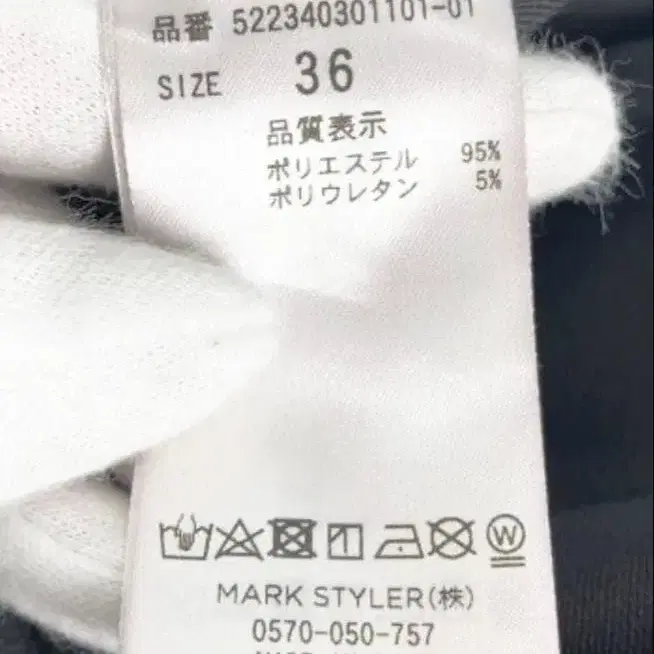 品番 522340301101-01
SIZE 36
品質表示
ポリエステル 95%
ポリウレタン 5%
W
MARK STYLER(株)
0570-050-757